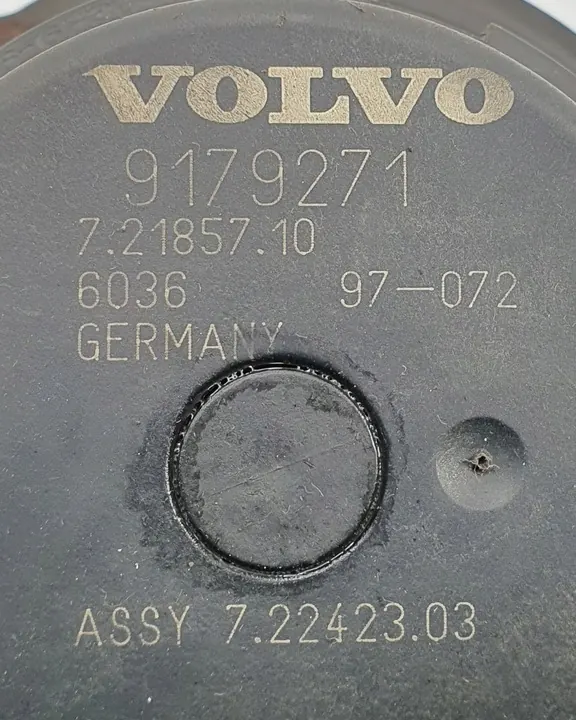 VOLVO
9179271
7.21857.10
6036 97-072
GERMANY
ASSY 7.22423.03